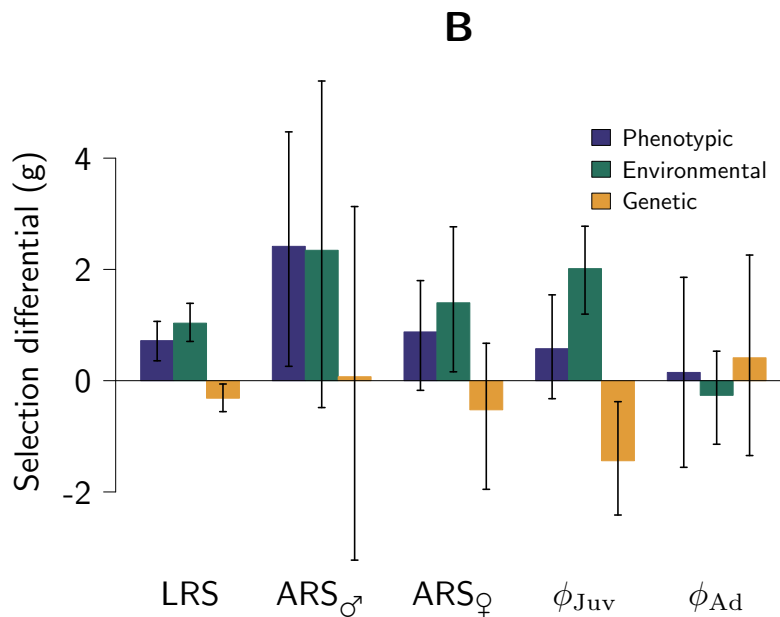 B
Selection differential (g)
4
2
0
-2
Phenotypic
Environmental
Genetic
LRS
ARS♂
ARS♀
ϕJuv
ϕAd